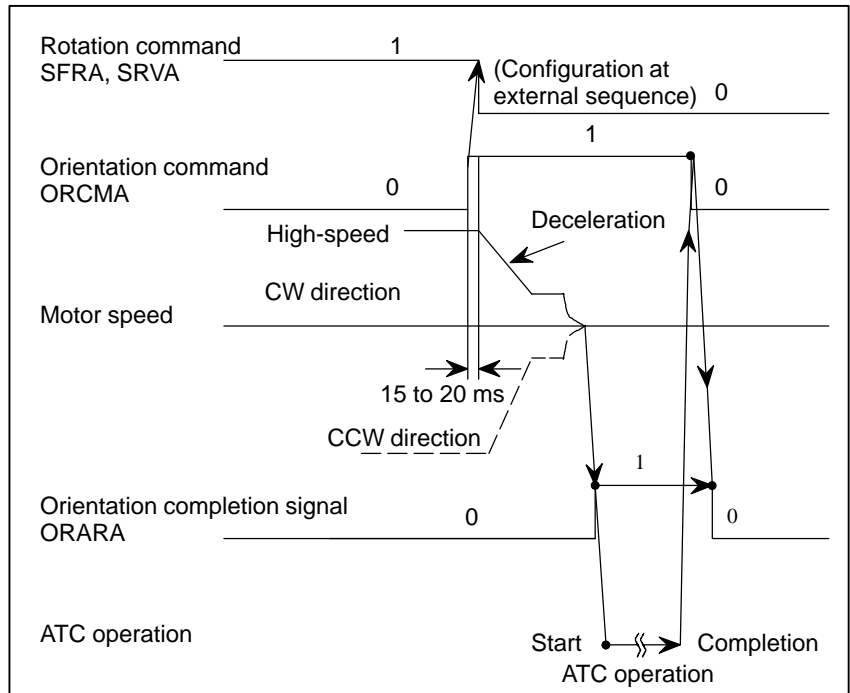 Rotation command
SFRA, SRVA
1
(Configuration at
external sequence)
0
Orientation command
ORCMA
0
1
0
High-speed
Deceleration
CW direction
Motor speed
15 to 20 ms
CCW direction
1
Orientation completion signal
ORARA
0
0
ATC operation
Start
Completion
ATC operation